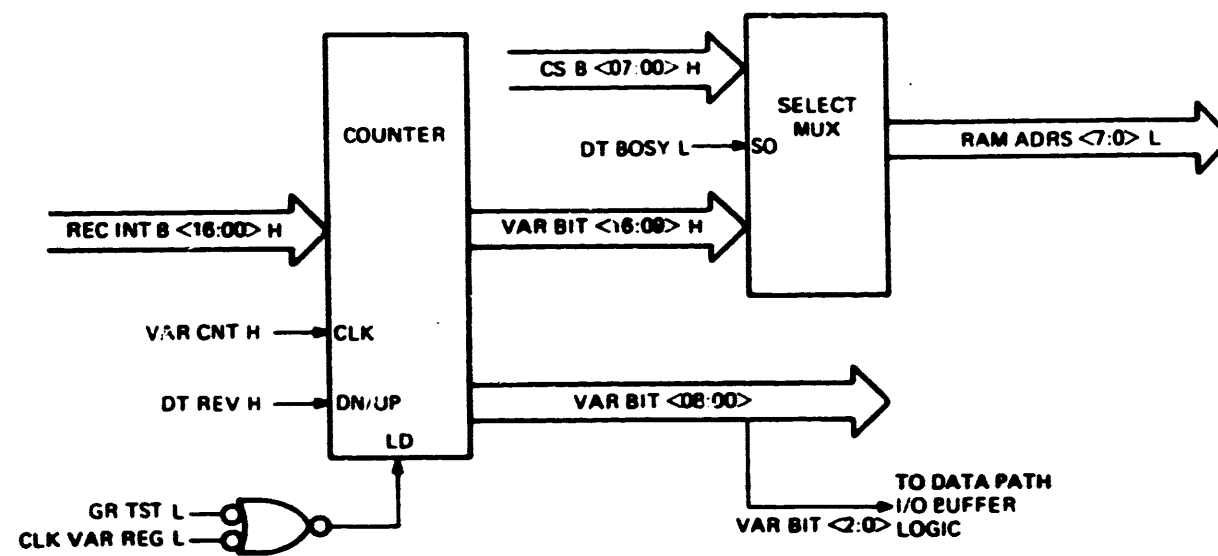 CS B <07:00> H
SELECT
MUX
COUNTER
DT BOSY L
SO
RAM ADRS <7:0> L
REC INT B <16:00> H
VAR BIT <16:09> H
VAR CNT H
CLK
DT REV H
DN/UP
VAR BIT <08:00>
LD
GR TST L
CLK VAR REG L
TO DATA PATH
I/O BUFFER
VAR BIT <2:0> LOGIC